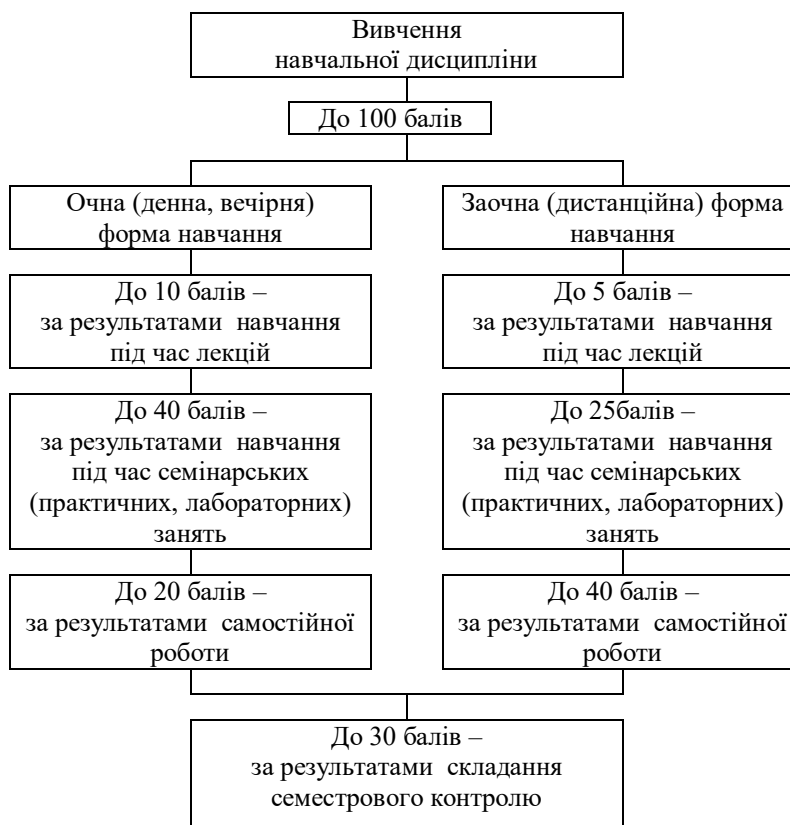 Вивчення
навчальної дисципліни
До 100 балів
Очна (денна, вечірня)
форма навчання
Заочна (дистанційна) форма
навчання
До 10 балів –
за результатами навчання
під час лекцій
До 5 балів –
за результатами навчання
під час лекцій
До 40 балів –
за результатами навчання
під час семінарських
(практичних, лабораторних)
занять
До 25балів –
за результатами навчання
під час семінарських
(практичних, лабораторних)
занять
До 20 балів –
за результатами самостійної
роботи
До 40 балів –
за результатами самостійної
роботи
До 30 балів –
за результатами складання
семестрового контролю